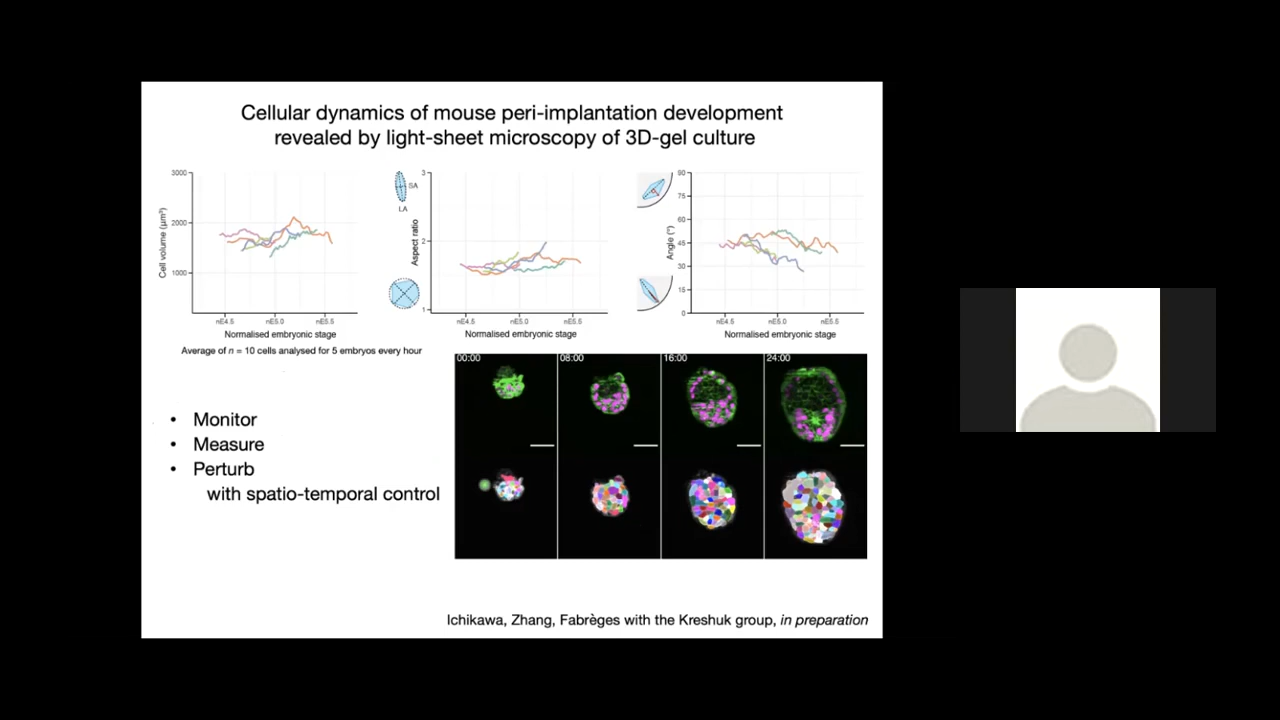 Cellular dynamics of mouse peri-implantation development
revealed by light-sheet microscopy of 3D-gel culture
3000
2000
1000
Cell volume (µm³)
nE4.5 nE5.0 nE5.5
Normalised embryonic stage
SA
LA
3
2
1
Aspect ratio
nE4.5 nE5.0 nE5.5
Normalised embryonic stage
90
75
60
45
30
15
0
Angle (°)
nE4.5 nE5.0 nE5.5
Normalised embryonic stage
Average of n = 10 cells analysed for 5 embryos every hour
00:00 08:00 16:00 24:00
• Monitor
• Measure
• Perturb
with spatio-temporal control
Ichikawa, Zhang, Fabrèges with the Kreshuk group, in preparation